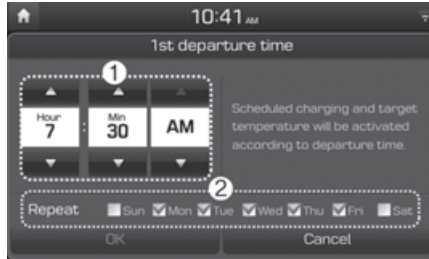 10:41 AM
1st departure time
1
Hour
7
:
Min
30
AM
Scheduled charging and target
temperature will be activated
according to departure time.
2
Repeat Sun Mon Tue Wed Thu Fri Sat
OK Cancel